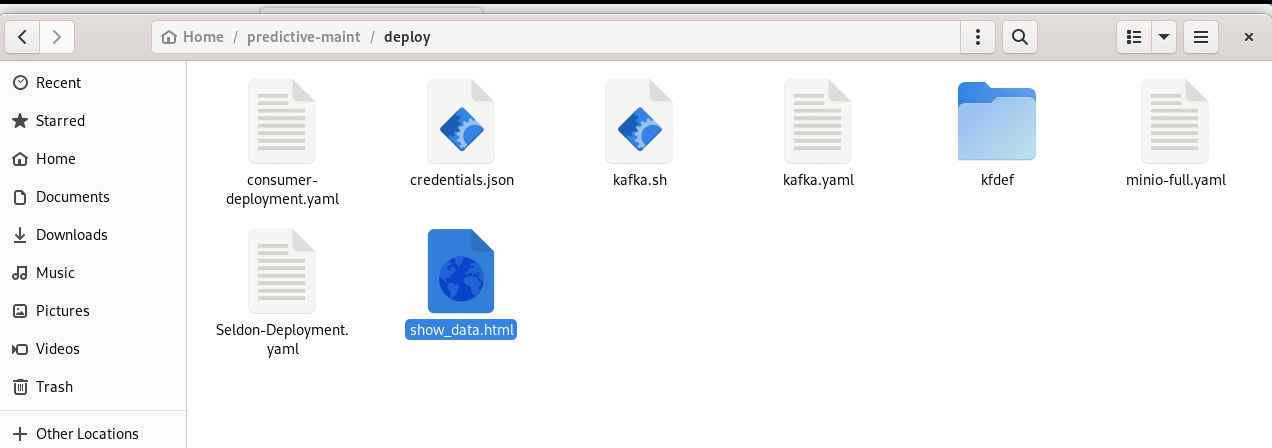 Home / predictive-maint / deploy
Recent
Starred
Home
Documents
Downloads
Music
Pictures
Videos
Trash
Other Locations
consumer-
deployment.yaml
credentials.json
kafka.sh
kafka.yaml
kfdef
minio-full.yaml
Seldon-Deployment.
yaml
show_data.html